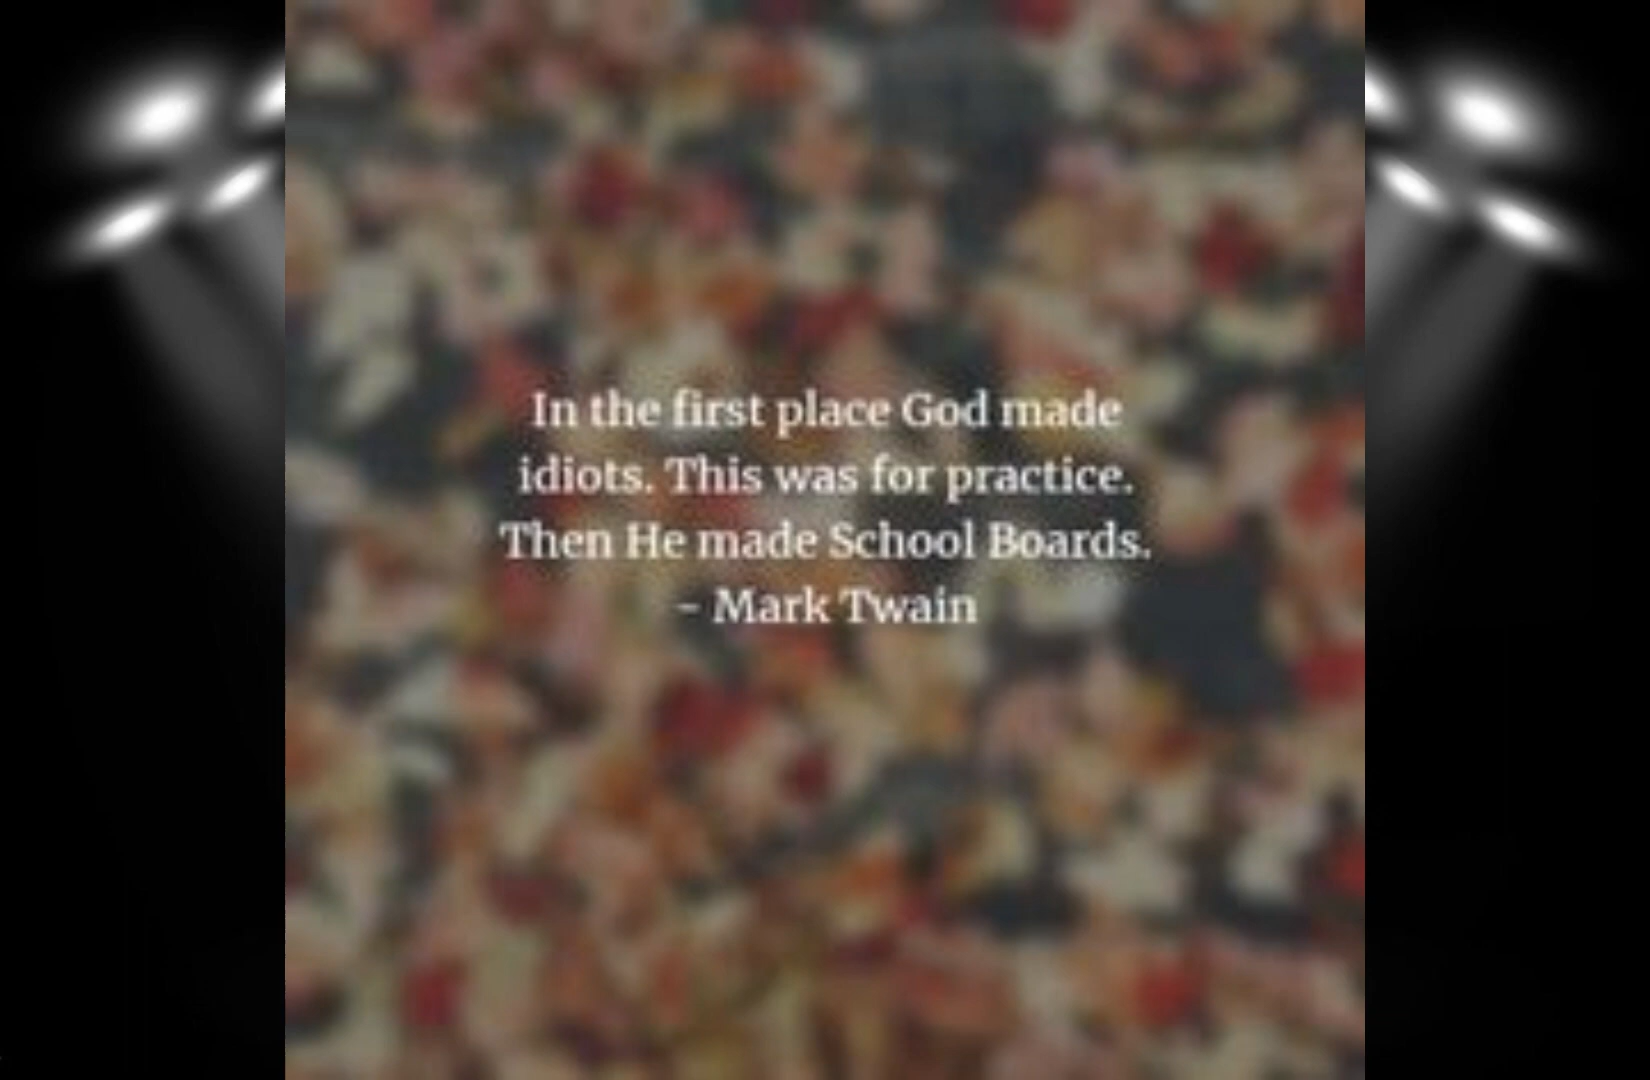 In the first place God made
idiots. This was for practice.
Then He made School Boards.
- Mark Twain